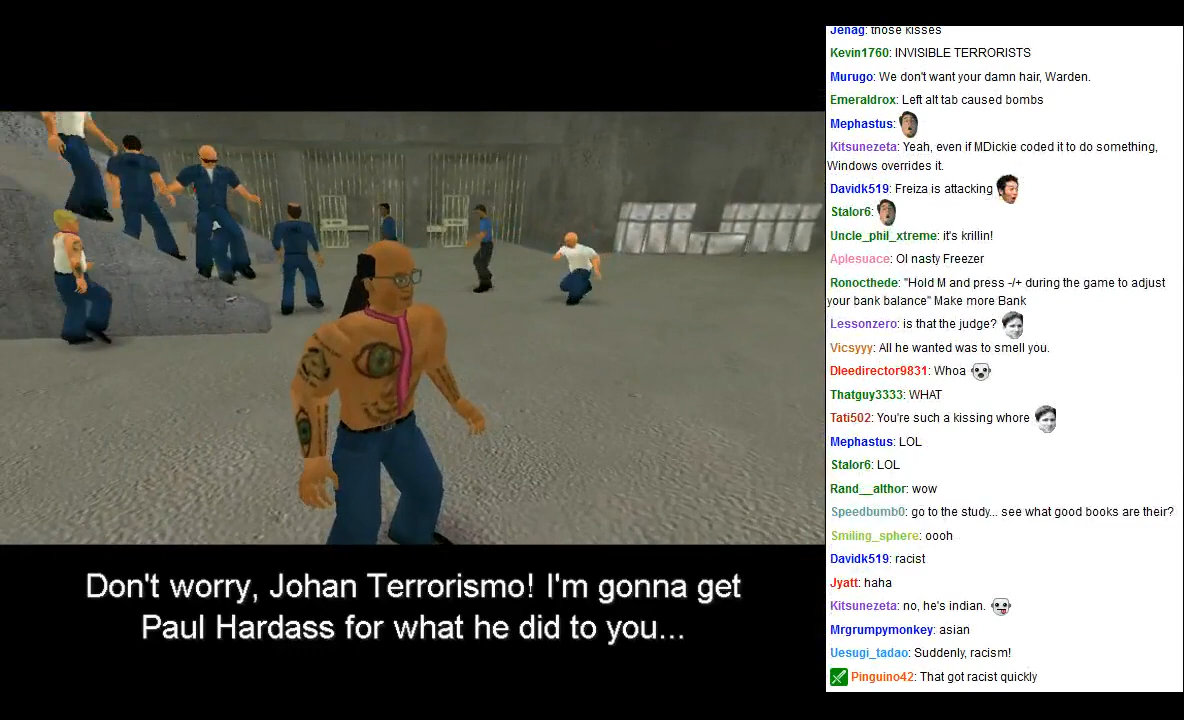 Don't worry, Johan Terrorismo! I'm gonna get
Paul Hardass for what he did to you...
Jenag: those kisses
Kevin1760: INVISIBLE TERRORISTS
Murugo: We don't want your damn hair, Warden.
Emeraldrox: Left alt tab caused bombs
Mephastus:
Kitsunezeta: Yeah, even if MDickie coded it to do something,
Windows overrides it.
Davidk519: Freiza is attacking
Stalor6:
Uncle_phil_xtreme: it's krillin!
Aplesuace: Ol nasty Freezer
Ronocthede: "Hold M and press -/+ during the game to adjust
your bank balance" Make more Bank
Lessonzero: is that the judge?
Vicsyyy: All he wanted was to smell you.
Dleedirector9831: Whoa
Thatguy3333: WHAT
Tati502: You're such a kissing whore
Mephastus: LOL
Stalor6: LOL
Rand__althor: wow
Speedbumb0: go to the study... see what good books are their?
Smiling_sphere: oooh
Davidk519: racist
Jyatt: haha
Kitsunezeta: no, he's indian.
Mrgrumpymonkey: asian
Uesugi_tadao: Suddenly, racism!
Pinguino42: That got racist quickly